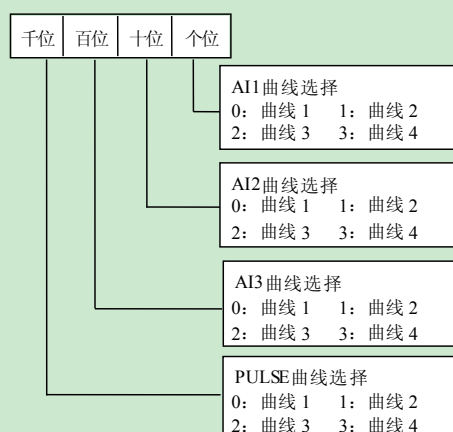 千位 百位 十位 个位
AI1曲线选择
0：曲线 1 1：曲线 2
2：曲线 3 3：曲线 4
AI2曲线选择
0：曲线 1 1：曲线 2
2：曲线 3 3：曲线 4
AI3曲线选择
0：曲线 1 1：曲线 2
2：曲线 3 3：曲线 4
PULSE曲线选择
0：曲线 1 1：曲线 2
2：曲线 3 3：曲线 4